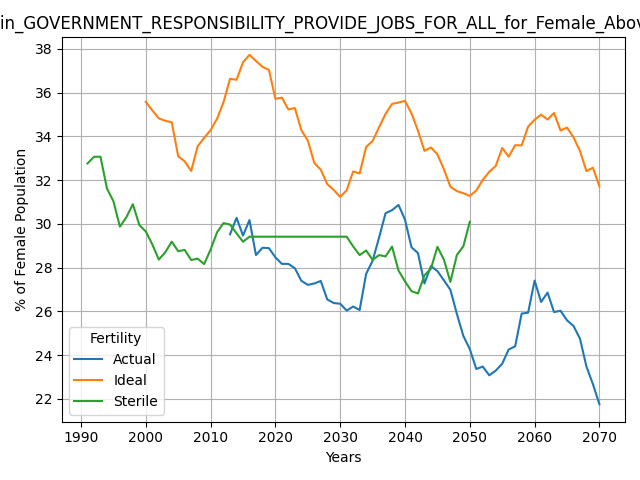 in_GOVERNMENT_RESPONSIBILITY_PROVIDE_JOBS_FOR_ALL_for_Female_Abov
38
36
34
32
30
28
26
24
22
% of Female Population
Fertility
Actual
Ideal
Sterile
1990 2000 2010 2020 2030 2040 2050 2060 2070
Years